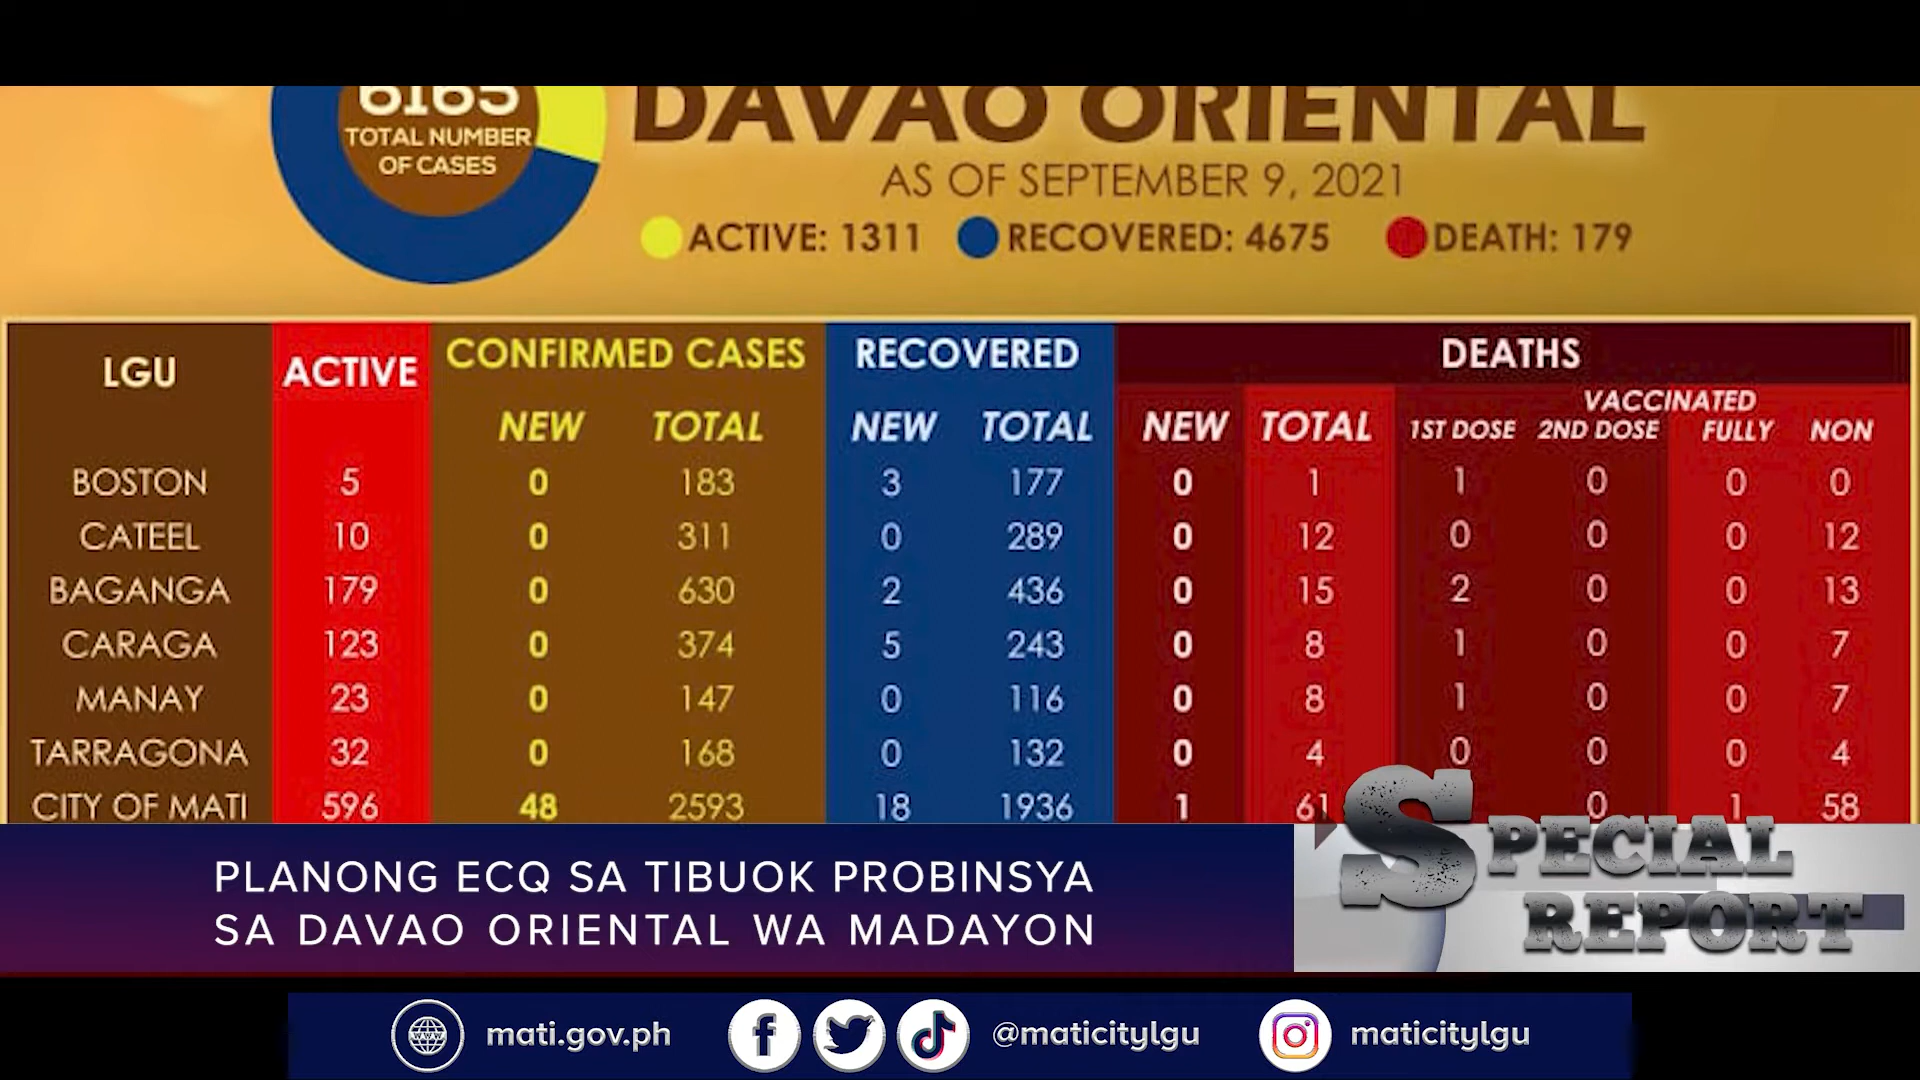 6165
TOTAL NUMBER
OF CASES
DAVAO ORIENTAL
AS OF SEPTEMBER 9, 2021
ACTIVE: 1311 RECOVERED: 4675 DEATH: 179
LGU ACTIVE CONFIRMED CASES RECOVERED DEATHS
VACCINATED
NEW TOTAL NEW TOTAL NEW TOTAL 1ST DOSE 2ND DOSE FULLY NON
BOSTON 5 0 183 3 177 0 1 1 0 0 0
CATEEL 10 0 311 0 289 0 12 0 0 0 12
BAGANGA 179 0 630 2 436 0 15 2 0 0 13
CARAGA 123 0 374 5 243 0 8 1 0 0 7
MANAY 23 0 147 0 116 0 8 1 0 0 7
TARRAGONA 32 0 168 0 132 0 4 0 0 0 4
CITY OF MATI 596 48 2593 18 1936 1 61 0 1 58
PLANONG ECQ SA TIBUOK PROBINSYA
SA DAVAO ORIENTAL WA MADAYON
SPECIAL
REPORT
www
mati.gov.ph @maticitylgu maticitylgu